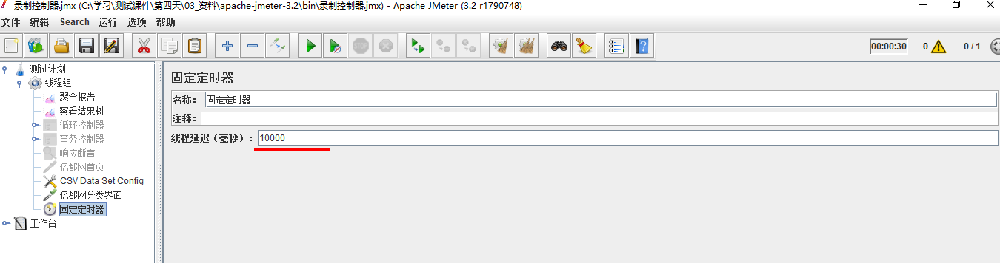 录制控制器.jmx (C:\学习\测试课件\第四天\03_资料\apache-jmeter-3.2\bin\录制控制器.jmx) - Apache JMeter (3.2 r1790748)
文件 编辑 Search 运行 选项 帮助
00:00:30 0 0 / 1
测试计划
线程组
聚合报告
察看结果树
循环控制器
事务控制器
响应断言
亿都网首页
CSV Data Set Config
亿都网分类界面
固定定时器
工作台
固定定时器
名称： 固定定时器
注释：
线程延迟（毫秒）： 10000